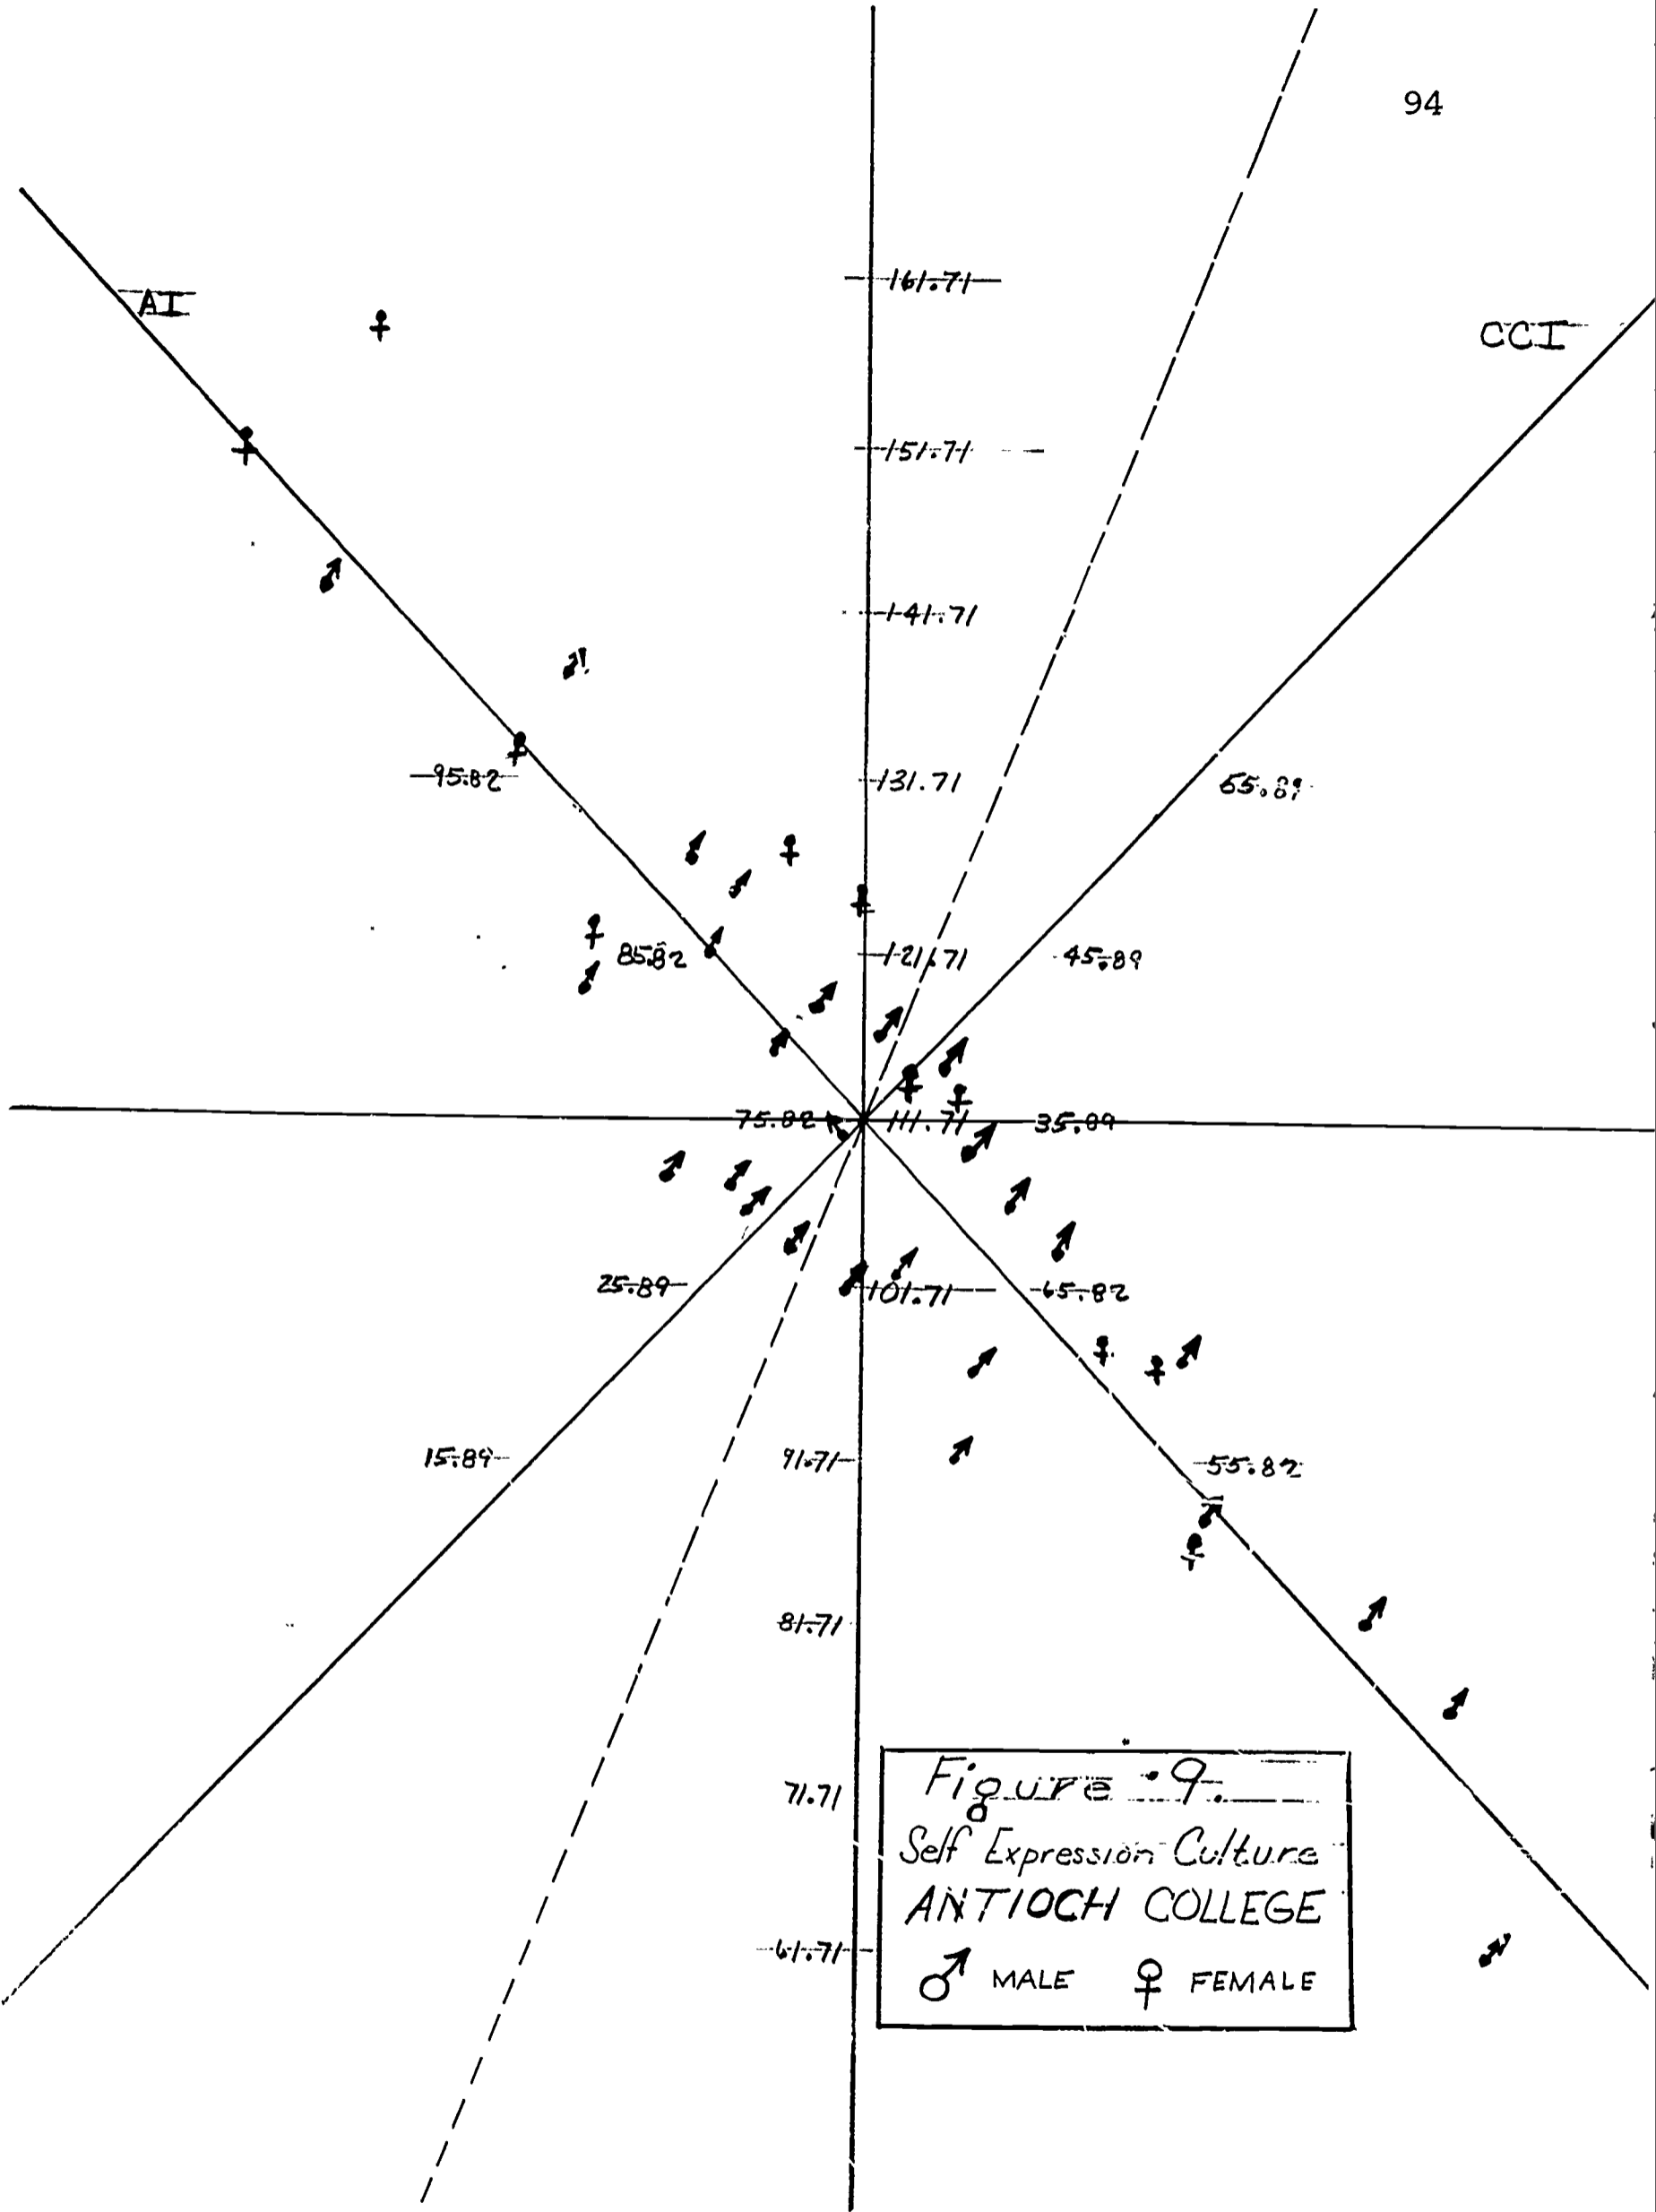 94
161.71
AI
CCI
151.71
141.71
95.82 131.71 55.89
85.82 121.71 45.89
75.82 111.71 35.89
25.89 101.71 65.82
15.89 91.71 55.82
81.71
71.71
61.71
Figure 9.
Self Expression Culture
ANTIOCH COLLEGE
♂ MALE ♀ FEMALE